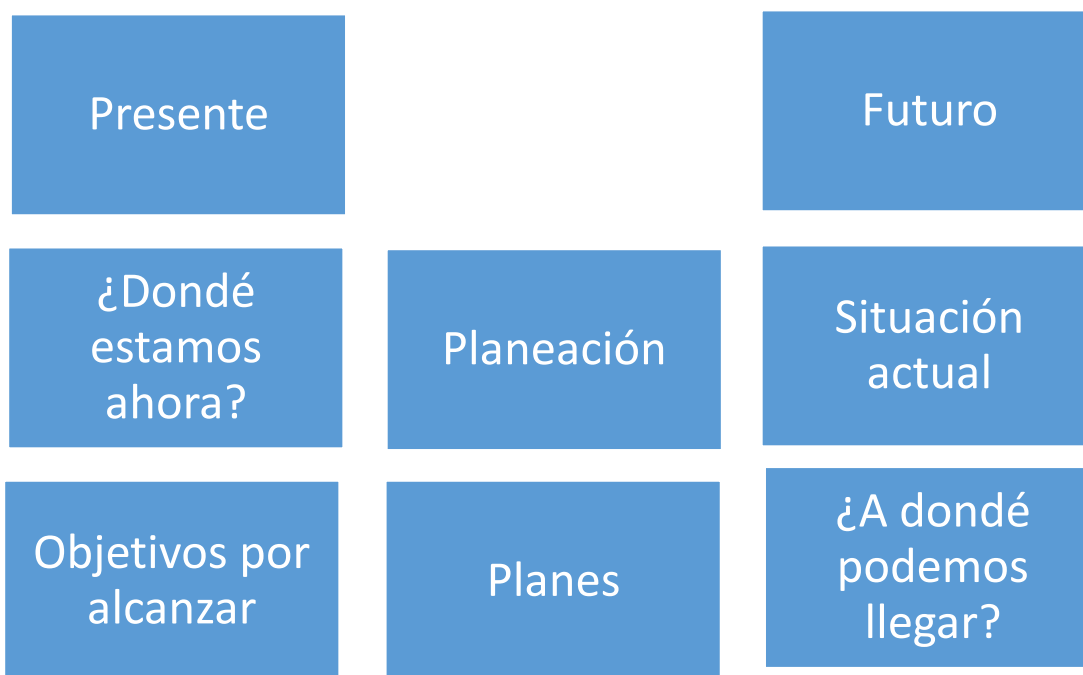 Presente
Futuro
¿Dondé
estamos
ahora?
Planeación
Situación
actual
Objetivos por
alcanzar
Planes
¿A dondé
podemos
llegar?